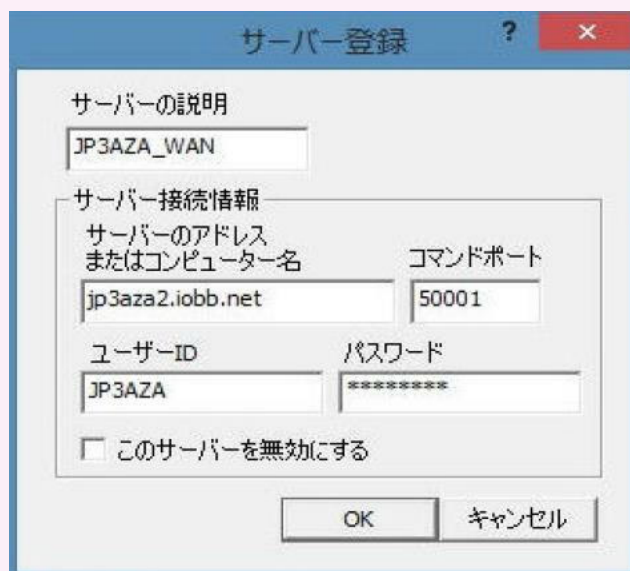 サーバー登録
?
サーバーの説明
JP3AZA_WAN
サーバー接続情報
サーバーのアドレス
またはコンピューター名
コマンドポート
jp3aza2.iobb.net
50001
ユーザーID
パスワード
JP3AZA
********
このサーバーを無効にする
OK
キャンセル